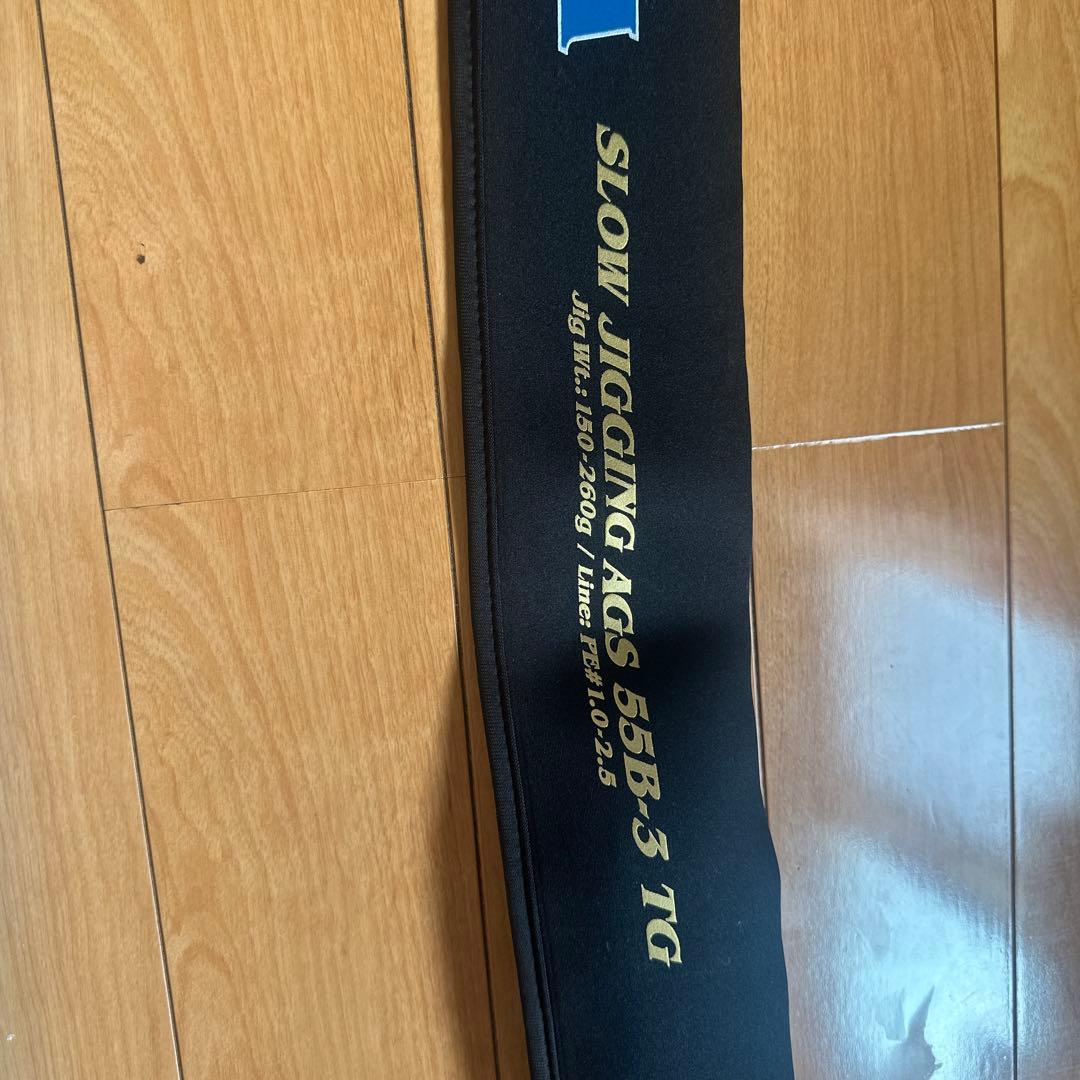 SLOW JIGGING AGS 55B-3 TG
Jig Wt.: 150-260g / Line: PE#1.0-2.5